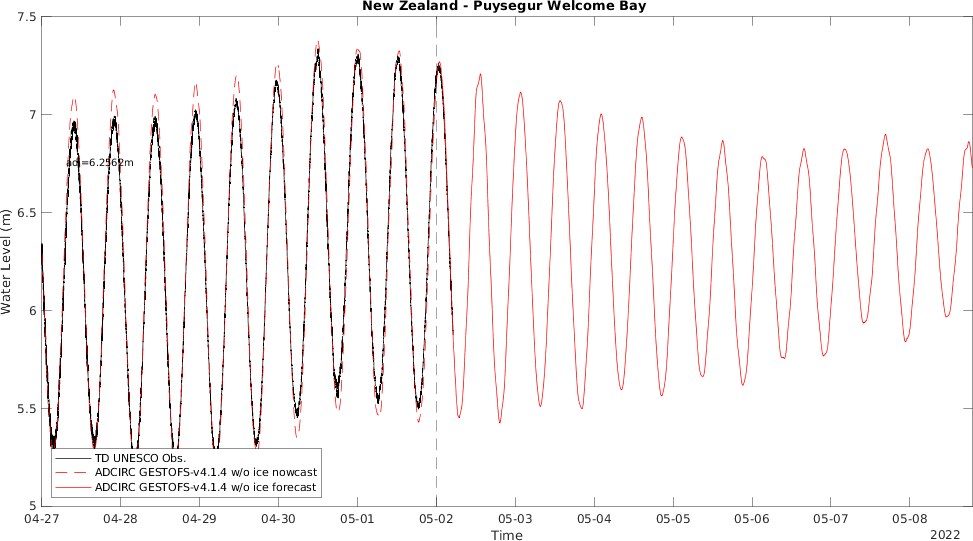 New Zealand - Puysegur Welcome Bay
7.5
7
6.5
6
5.5
5
Water Level (m)
adj=6.2562m
TD UNESCO Obs.
ADCIRC GESTOFS-v4.1.4 w/o ice nowcast
ADCIRC GESTOFS-v4.1.4 w/o ice forecast
04-27 04-28 04-29 04-30 05-01 05-02 05-03 05-04 05-05 05-06 05-07 05-08
Time
2022